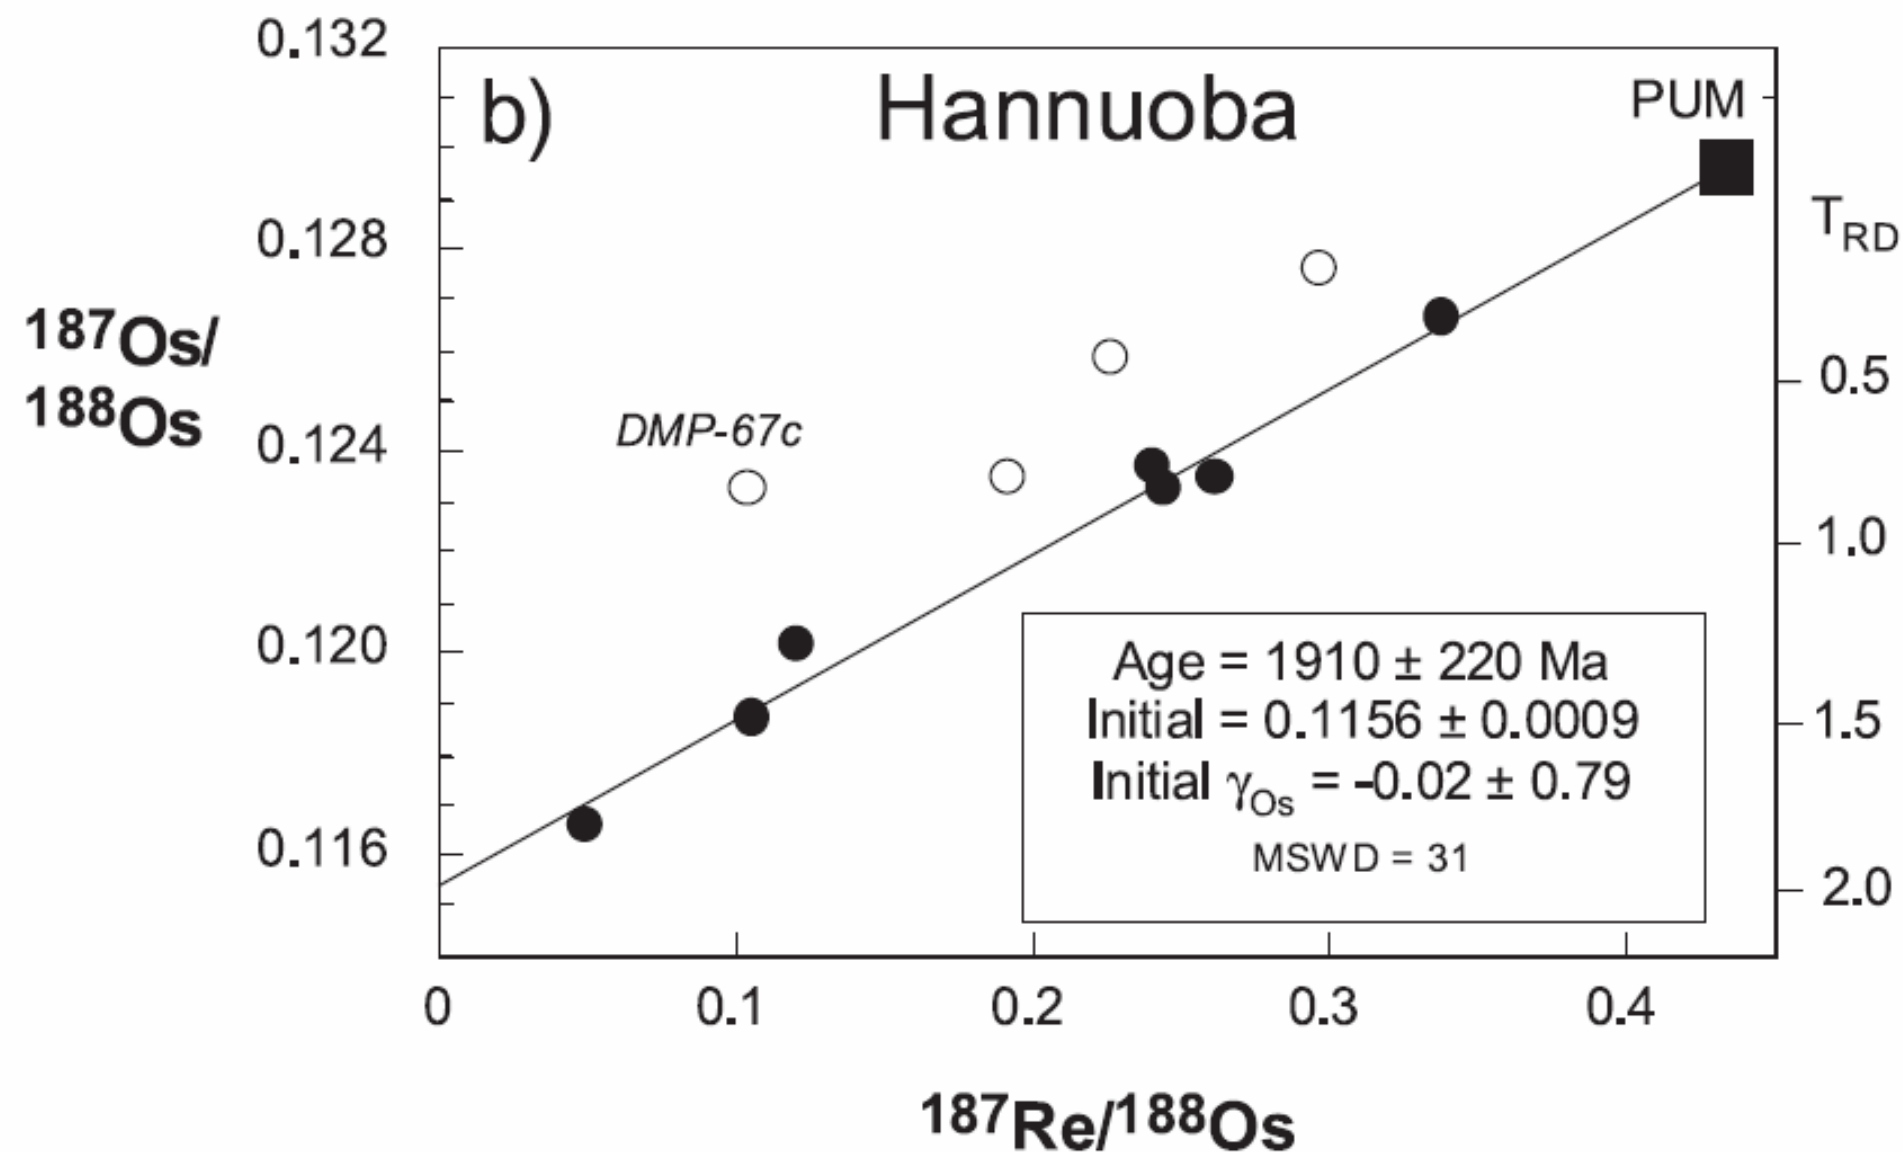 b) Hannuoba
PUM
0.132
0.128
0.124
0.120
0.116
187Os/
188Os
DMP-67c
TRD
0.5
1.0
1.5
2.0
Age = 1910 ± 220 Ma
Initial = 0.1156 ± 0.0009
Initial γOs = -0.02 ± 0.79
MSWD = 31
0 0.1 0.2 0.3 0.4
187Re/188Os